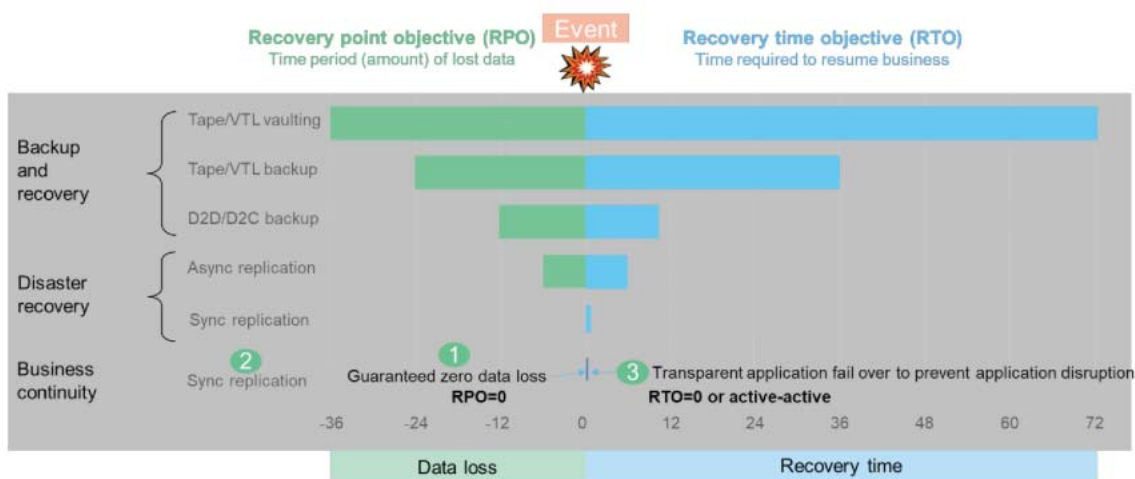 Event
Recovery point objective (RPO)
Time period (amount) of lost data
Recovery time objective (RTO)
Time required to resume business
Backup
and
recovery
Tape/VTL vaulting
Tape/VTL backup
D2D/D2C backup
Disaster
recovery
Async replication
Sync replication
Business
continuity
2
Sync replication
1
Guaranteed zero data loss
RPO=0
3 Transparent application fail over to prevent application disruption
RTO=0 or active-active
-36 -24 -12 0 12 24 36 48 60 72
Data loss
Recovery time